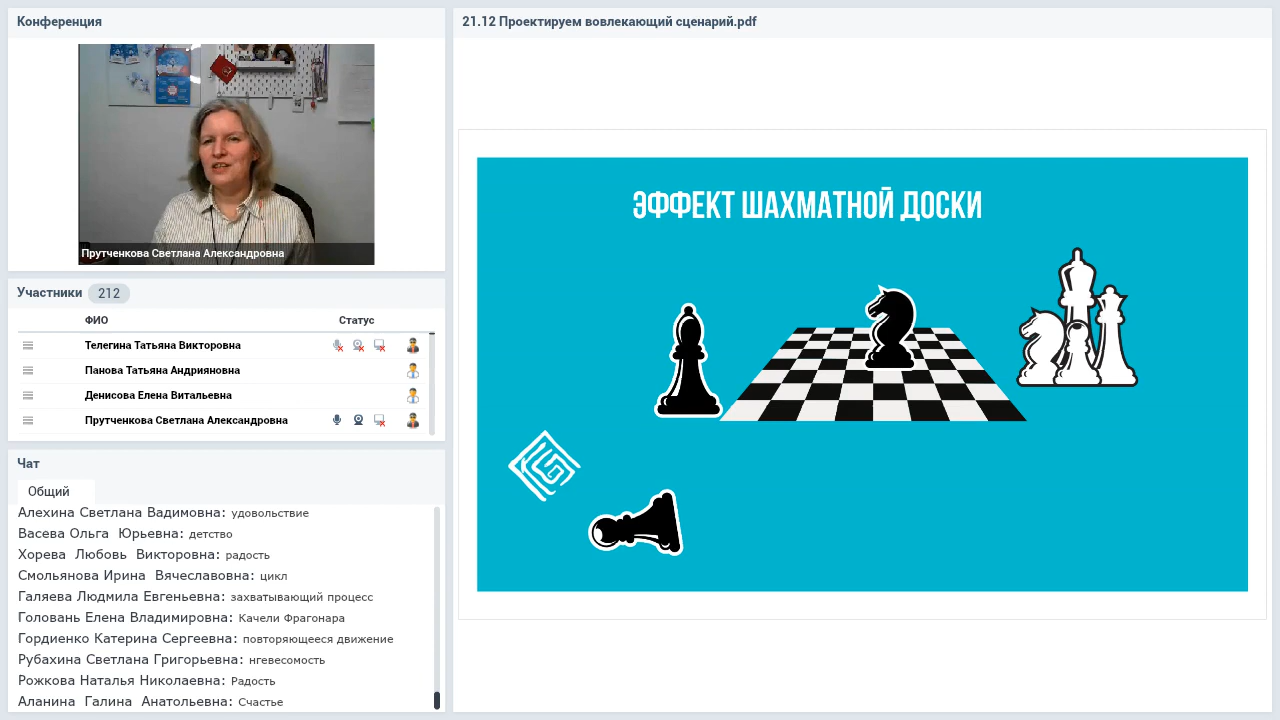 Конференция
Прутченкова Светлана Александровна
Участники 212
ФИО Статус
Телегина Татьяна Викторовна
Панова Татьяна Андрияновна
Денисова Елена Витальевна
Прутченкова Светлана Александровна
Чат
Общий
Алехина Светлана Вадимовна: удовольствие
Васева Ольга Юрьевна: детство
Хорева Любовь Викторовна: радость
Смольянова Ирина Вячеславовна: цикл
Галяева Людмила Евгеньевна: захватывающий процесс
Головань Елена Владимировна: Качели Фрагонара
Гордиенко Катерина Сергеевна: повторяющееся движение
Рубахина Светлана Григорьевна: нгевесомость
Рожкова Наталья Николаевна: Радость
Аланина Галина Анатольевна: Счастье
21.12 Проектируем вовлекающий сценарий.pdf
ЭФФЕКТ ШАХМАТНОЙ ДОСКИ